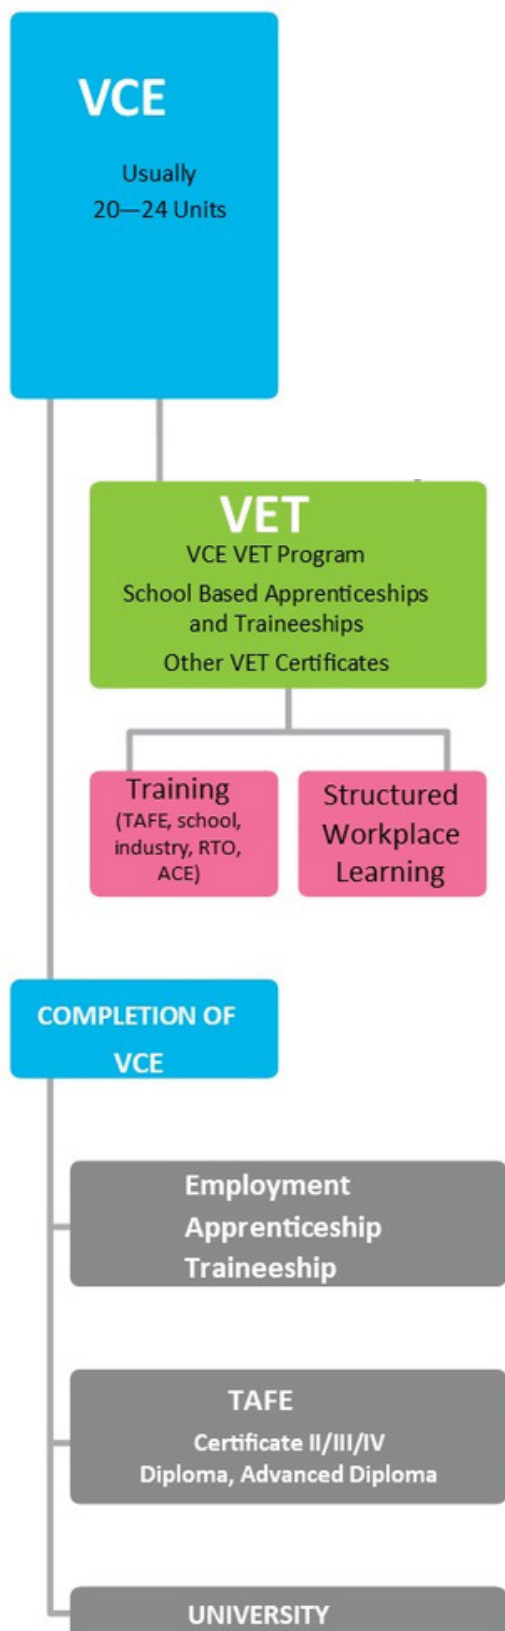 VCE
Usually
20—24 Units
VET
VCE VET Program
School Based Apprenticeships
and Traineeships
Other VET Certificates
Training
(TAFE, school,
industry, RTO,
ACE)
Structured
Workplace
Learning
COMPLETION OF
VCE
Employment
Apprenticeship
Traineeship
TAFE
Certificate II/III/IV
Diploma, Advanced Diploma
UNIVERSITY